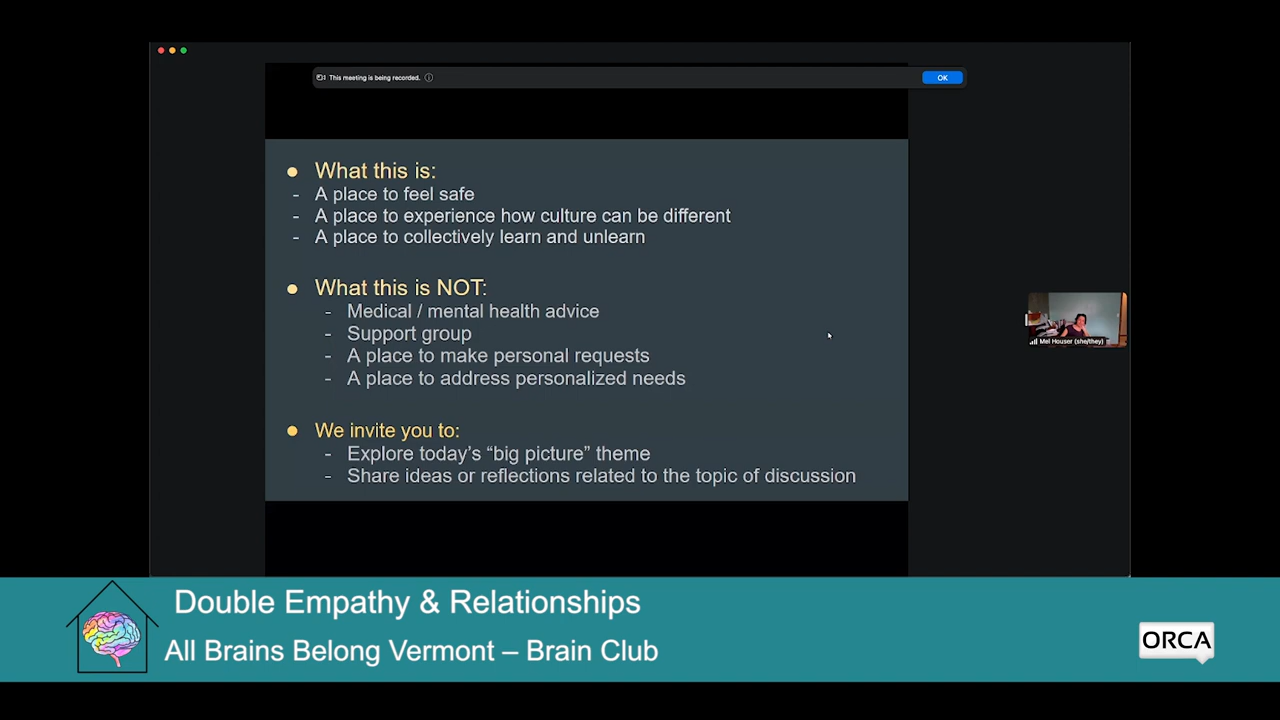 This meeting is being recorded.
OK
● What this is:
- A place to feel safe
- A place to experience how culture can be different
- A place to collectively learn and unlearn
● What this is NOT:
- Medical / mental health advice
- Support group
- A place to make personal requests
- A place to address personalized needs
● We invite you to:
- Explore today's “big picture” theme
- Share ideas or reflections related to the topic of discussion
Mel Houser (she/they)
Double Empathy & Relationships
All Brains Belong Vermont – Brain Club
ORCA